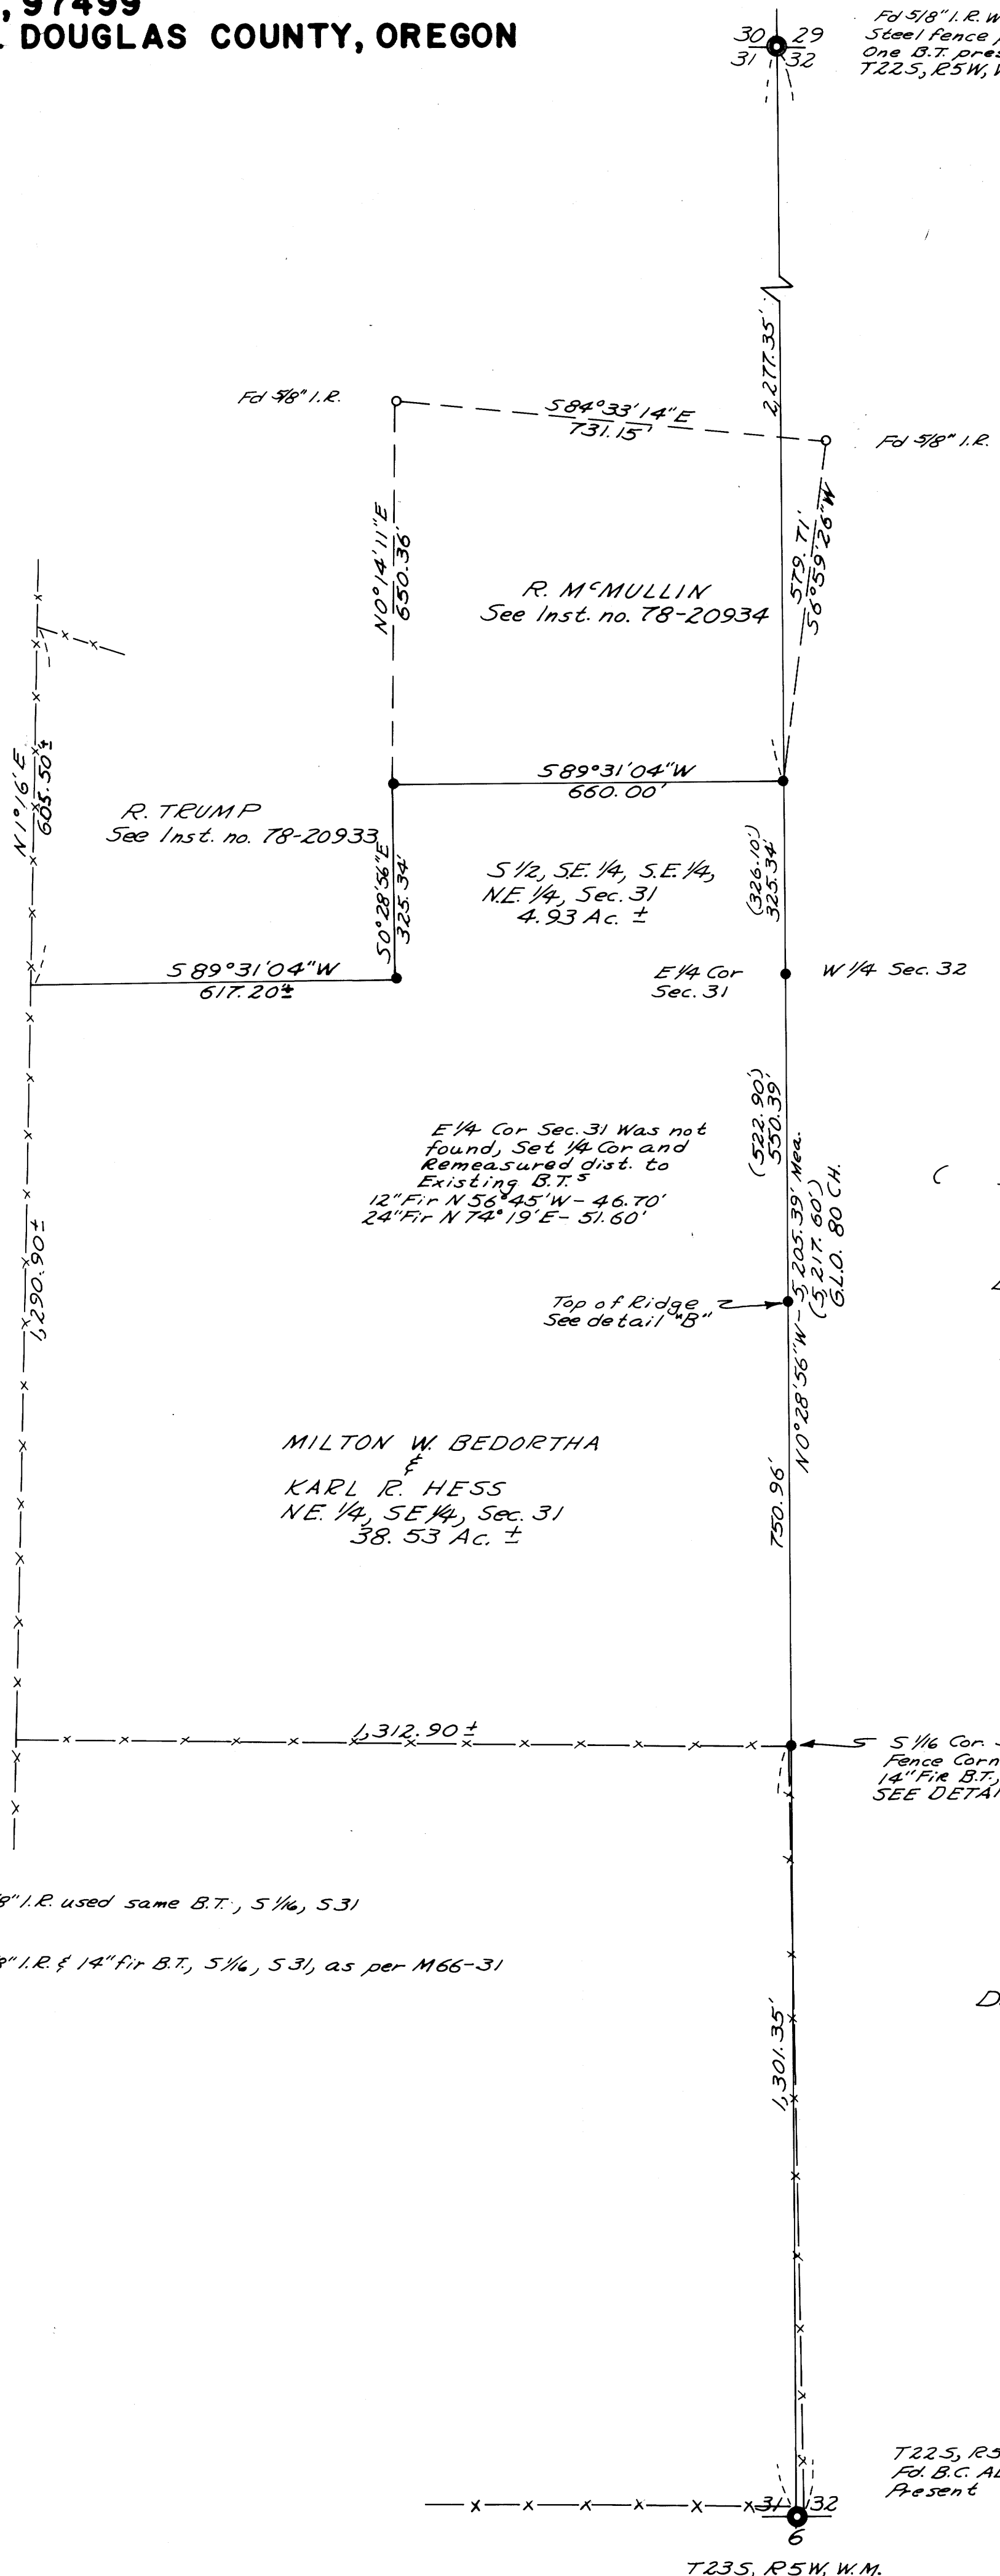 , 97499
DOUGLAS COUNTY, OREGON
30 29
31 32
Fd 5/8" I.R.
Steel fence
One B.T.
T22S, R5W,
2,277.35'
Fd 5/8" I.R.
S84°33'14"E
731.15'
Fd 5/8" I.R.
N0°14'11"E
650.36'
579.71'
S6°59'26"W
R. McMULLIN
See Inst. no. 78-20934
N1°16'E
605.50±
R. TRUMP
See Inst. no. 78-20933
S89°31'04"W
660.00'
S0°28'56"E
325.34'
S 1/2, S.E. 1/4, S.E. 1/4,
N.E. 1/4, Sec. 31
4.93 Ac. ±
(326.10')
325.34'
S89°31'04"W
617.20±
E 1/4 Cor
Sec. 31
W 1/4 Sec. 32
(522.90')
550.39'
E 1/4 Cor Sec. 31 Was not
found, Set 1/4 Cor and
Remeasured dist. to
Existing B.T.s
12" Fir N 56°45'W - 46.70'
24" Fir N 74°19'E - 51.60'
N0°28'56"W - 5,205.39' Mea.
(5,217.60')
G.L.O. 80 CH.
1,290.90±
Top of Ridge
See detail "B"
MILTON W. BEDORTHA
&
KARL R. HESS
NE. 1/4, SE 1/4, Sec. 31
38.53 Ac. ±
750.96'
1,312.90±
S 1/16 Cor.
Fence
14" Fir B.T.,
SEE
8" I.R. used same B.T., S 1/16, S31
8" I.R. & 14" fir B.T., S 1/16, S31, as per M66-31
1,301.35'
T22S,
Fd. B.C.
Present
31 32
6
T23S, R5W, W.M.